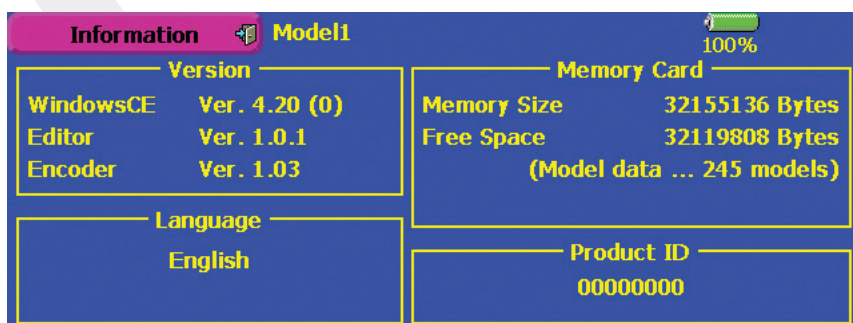 Information Model1
100%
Version
WindowsCE Ver. 4.20 (0)
Editor Ver. 1.0.1
Encoder Ver. 1.03
Language
English
Memory Card
Memory Size 32155136 Bytes
Free Space 32119808 Bytes
(Model data ... 245 models)
Product ID
00000000